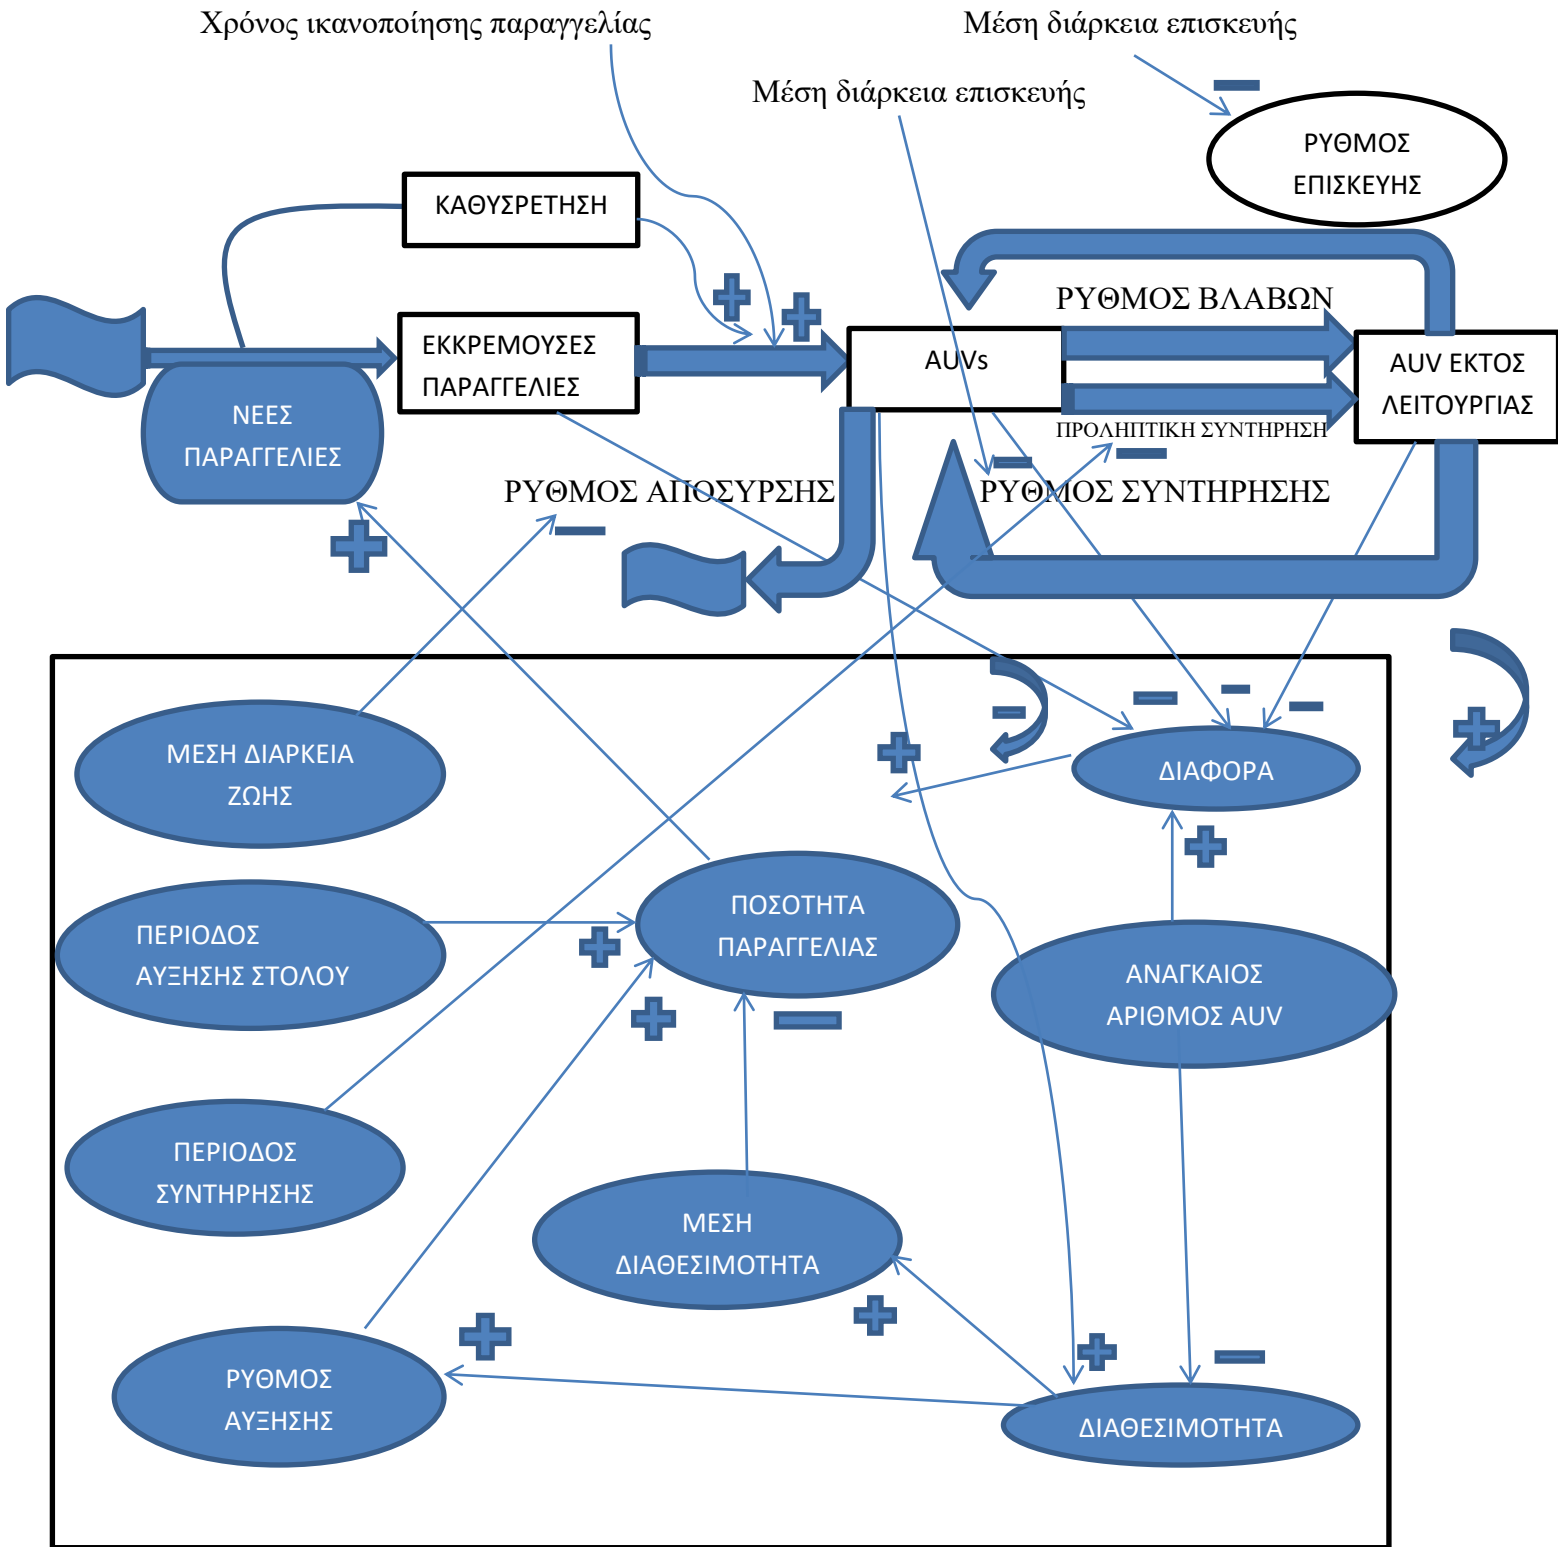 Χρόνος ικανοποίησης παραγγελίας
Μέση διάρκεια επισκευής
Μέση διάρκεια επισκευής
ΡΥΘΜΟΣ
ΕΠΙΣΚΕΥΗΣ
ΚΑΘΥΣΡΕΤΗΣΗ
ΡΥΘΜΟΣ ΒΛΑΒΩΝ
ΕΚΚΡΕΜΟΥΣΕΣ
ΠΑΡΑΓΓΕΛΙΕΣ
AUVs
AUV ΕΚΤΟΣ
ΛΕΙΤΟΥΡΓΙΑΣ
ΝΕΕΣ
ΠΑΡΑΓΓΕΛΙΕΣ
ΠΡΟΛΗΠΤΙΚΗ ΣΥΝΤΗΡΗΣΗ
ΡΥΘΜΟΣ ΑΠΟΣΥΡΣΗΣ
ΡΥΘΜΟΣ ΣΥΝΤΗΡΗΣΗΣ
ΜΕΣΗ ΔΙΑΡΚΕΙΑ
ΖΩΗΣ
ΔΙΑΦΟΡΑ
ΠΕΡΙΟΔΟΣ
ΑΥΞΗΣΗΣ ΣΤΟΛΟΥ
ΠΟΣΟΤΗΤΑ
ΠΑΡΑΓΓΕΛΙΑΣ
ΑΝΑΓΚΑΙΟΣ
ΑΡΙΘΜΟΣ AUV
ΠΕΡΙΟΔΟΣ
ΣΥΝΤΗΡΗΣΗΣ
ΜΕΣΗ
ΔΙΑΘΕΣΙΜΟΤΗΤΑ
ΡΥΘΜΟΣ
ΑΥΞΗΣΗΣ
ΔΙΑΘΕΣΙΜΟΤΗΤΑ